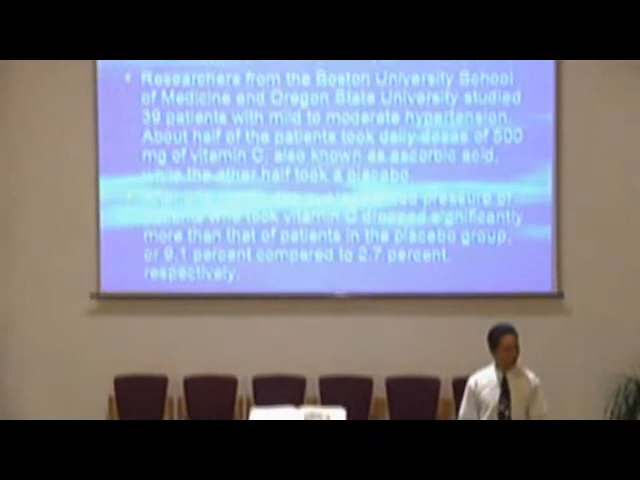 • Researchers from the Boston University School
of Medicine and Oregon State University studied
39 patients with mild to moderate hypertension.
About half of the patients took daily doses of 500
mg of vitamin C, also known as ascorbic acid,
while the other half took a placebo.
pressure of
who took vitamin C dropped significantly
more than that of patients in the placebo group,
or 9.1 percent compared to 2.7 percent,
respectively.